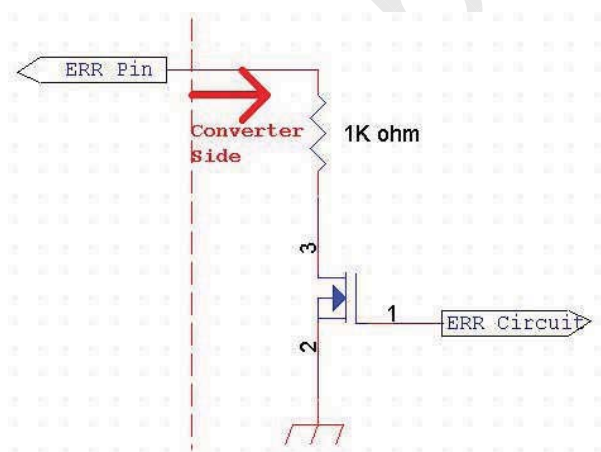 ERR Pin
Converter
Side
1K ohm
3
1
ERR Circuit
2